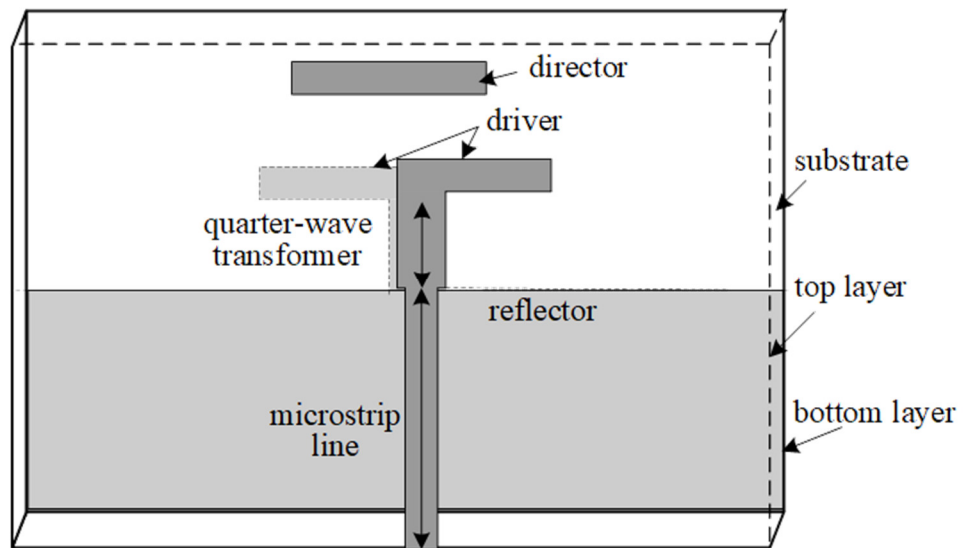 director
driver
substrate
quarter-wave
transformer
top layer
reflector
microstrip
line
bottom layer